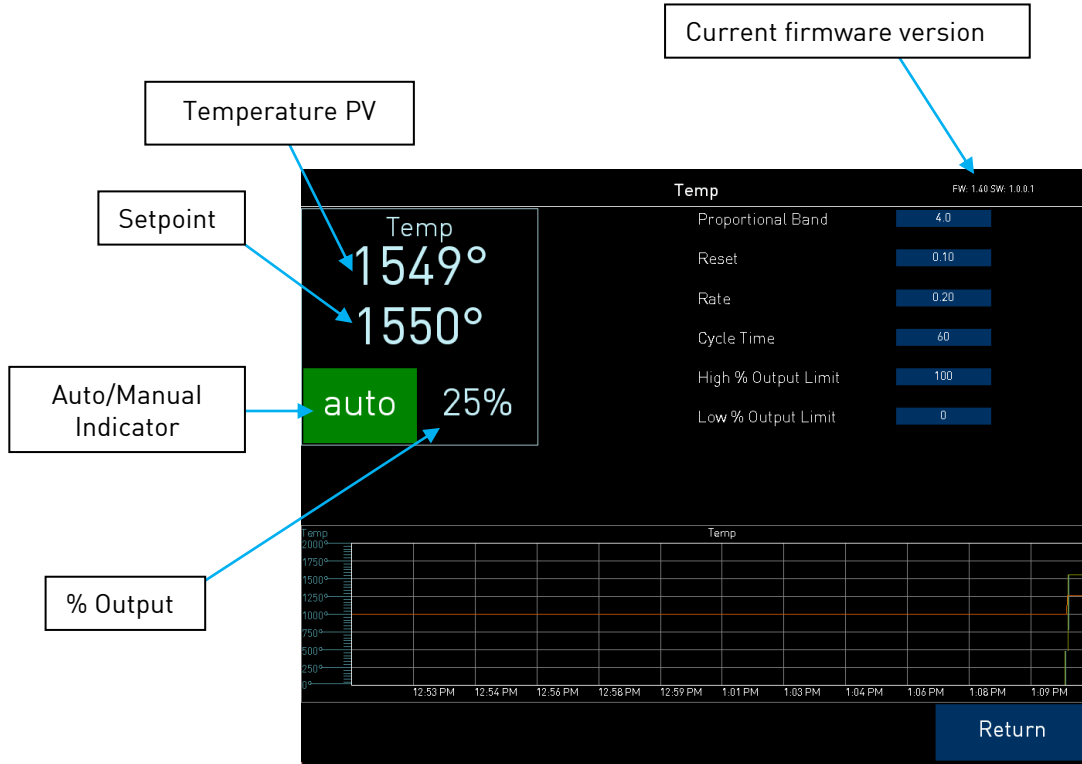 Current firmware version
Temperature PV
Setpoint
Auto/Manual
Indicator
% Output
Temp
FW: 1.40 SW: 1.0.0.1
Temp
1549°
1550°
auto
25%
Proportional Band
4.0
Reset
0.10
Rate
0.20
Cycle Time
60
High % Output Limit
100
Low % Output Limit
0
Temp
Temp
2000°
1750°
1500°
1250°
1000°
750°
500°
250°
0°
12:53 PM 12:54 PM 12:56 PM 12:58 PM 12:59 PM 1:01 PM 1:03 PM 1:04 PM 1:06 PM 1:08 PM 1:09 PM
Return